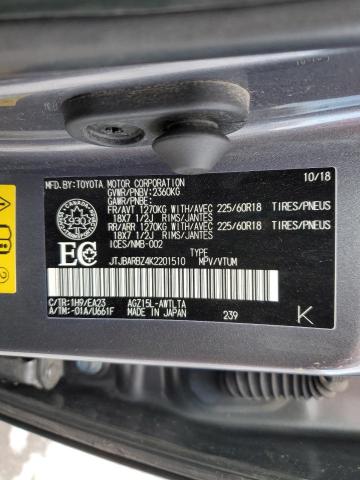 MFD.BY:TOYOTA MOTOR CORPORATION 10/18
GVWR/PNBV:2360KG
GAWR/PNBE:
FR/AVT 1270KG WITH/AVEC 225/60R18 TIRES/PNEUS
18X7 1/2J RIMS/JANTES
RR/ARR 1270KG WITH/AVEC 225/60R18 TIRES/PNEUS
18X7 1/2J RIMS/JANTES
ICES/NMB-002
TYPE
JTJBARBZ4K2201510 MPV/VTUM
CANADA
930
EC
C/TR:1H9/EA23 AGZ15L-AWTLTA
A/TM:-01A/U661F MADE IN JAPAN 239 K